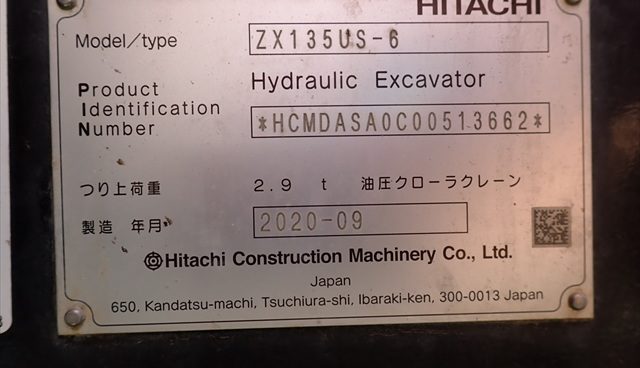 HITACHI
Model/type ZX135US-6
Hydraulic Excavator
Product
Identification
Number *HCMDASA0C00513662*
つり上荷重 2.9 t 油圧クローラクレーン
製造 年月 2020-09
Hitachi Construction Machinery Co., Ltd.
Japan
650, Kandatsu-machi, Tsuchiura-shi, Ibaraki-ken, 300-0013 Japan